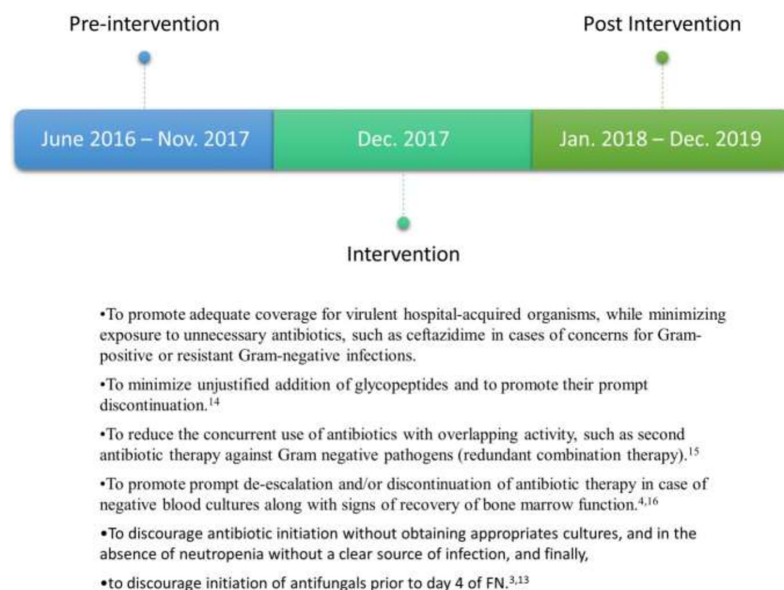 Pre-intervention
Post Intervention
June 2016 – Nov. 2017
Dec. 2017
Jan. 2018 – Dec. 2019
Intervention
•To promote adequate coverage for virulent hospital-acquired organisms, while minimizing
exposure to unnecessary antibiotics, such as ceftazidime in cases of concerns for Gram-
positive or resistant Gram-negative infections.
•To minimize unjustified addition of glycopeptides and to promote their prompt
discontinuation.14
•To reduce the concurrent use of antibiotics with overlapping activity, such as second
antibiotic therapy against Gram negative pathogens (redundant combination therapy).15
•To promote prompt de-escalation and/or discontinuation of antibiotic therapy in case of
negative blood cultures along with signs of recovery of bone marrow function.4,16
•To discourage antibiotic initiation without obtaining appropriates cultures, and in the
absence of neutropenia without a clear source of infection, and finally,
•to discourage initiation of antifungals prior to day 4 of FN.3,13